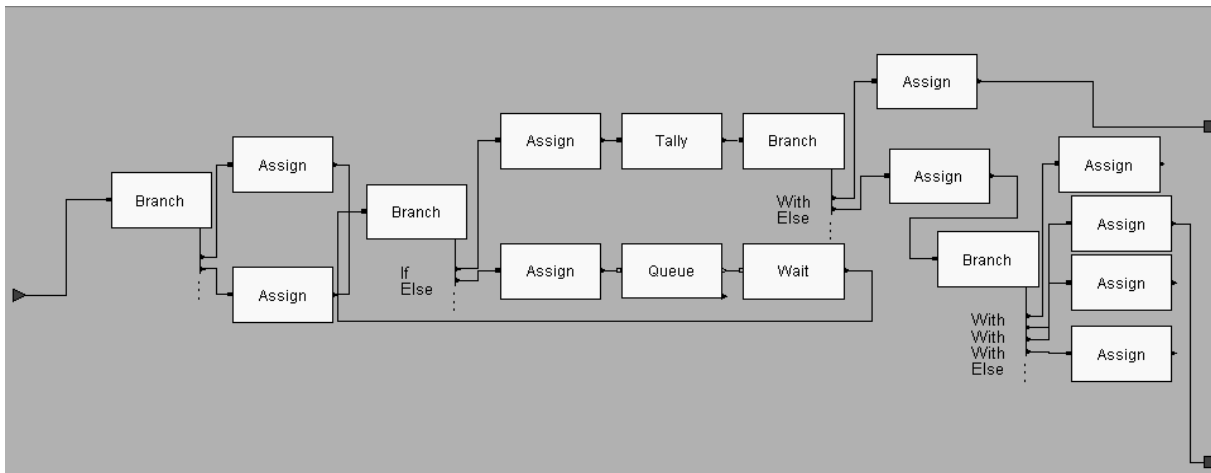 Assign
Assign
Tally
Branch
Assign
Assign
Assign
Branch
Branch
With
Else
Assign
Branch
If
Else
Assign
Queue
Wait
Assign
Assign
With
With
With
Else
Assign